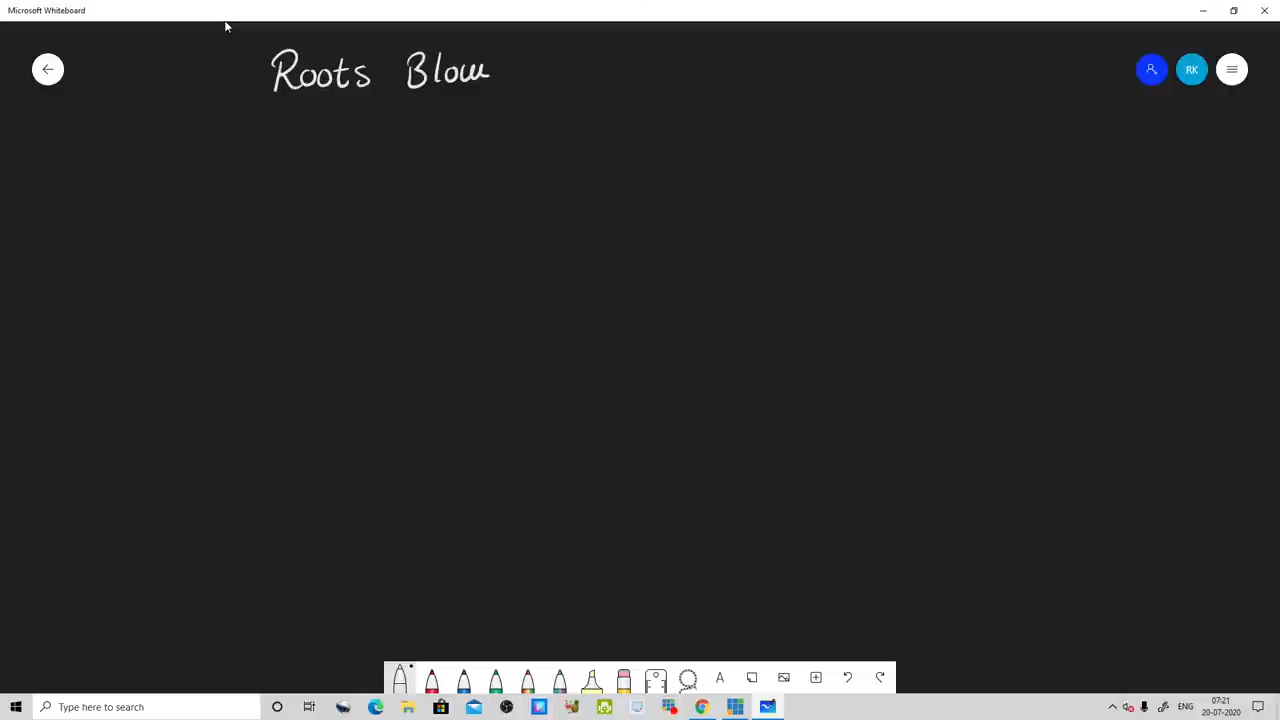 Microsoft Whiteboard
Roots Blow
RK
A
Type here to search
ENG
07:21
20-07-2020